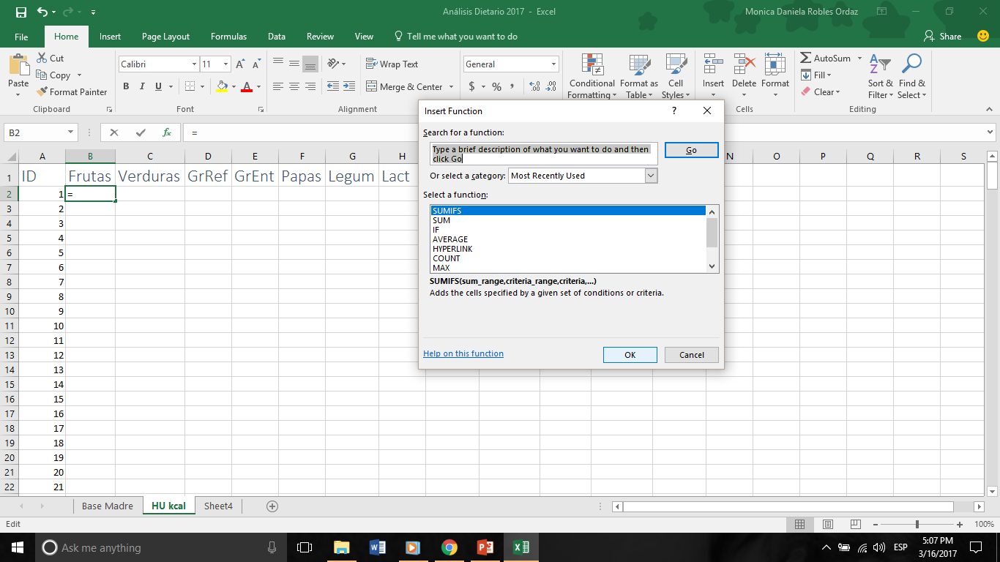 Análisis Dietario 2017 - Excel
Monica Daniela Robles Ordaz
File Home Insert Page Layout Formulas Data Review View Tell me what you want to do Share
Paste
Cut
Copy
Format Painter
Clipboard
Calibri 11
B I U A
Font
Wrap Text
Merge & Center
Alignment
General
$ % ,
Conditional Formatting
Format as Table
Cell Styles
Insert Delete Format
Cells
AutoSum
Fill
Clear
Sort & Filter
Find & Select
Editing
B2 fx =
A B C D E F G H N O P Q R S
1 ID Frutas Verduras GrRef GrEnt Papas Legum Lact
2 1 =
3 2
4 3
5 4
6 5
7 6
8 7
9 8
10 9
11 10
12 11
13 12
14 13
15 14
16 15
17 16
18 17
19 18
20 19
21 20
22 21
Insert Function ?
Search for a function:
Type a brief description of what you want to do and then
click Go
Go
Or select a category: Most Recently Used
Select a function:
SUMIFS
SUM
IF
AVERAGE
HYPERLINK
COUNT
MAX
SUMIFS(sum_range,criteria_range,criteria,...)
Adds the cells specified by a given set of conditions or criteria.
Help on this function
OK Cancel
Base Madre HU kcal Sheet4
Edit 100%
Ask me anything
ESP
5:07 PM
3/16/2017